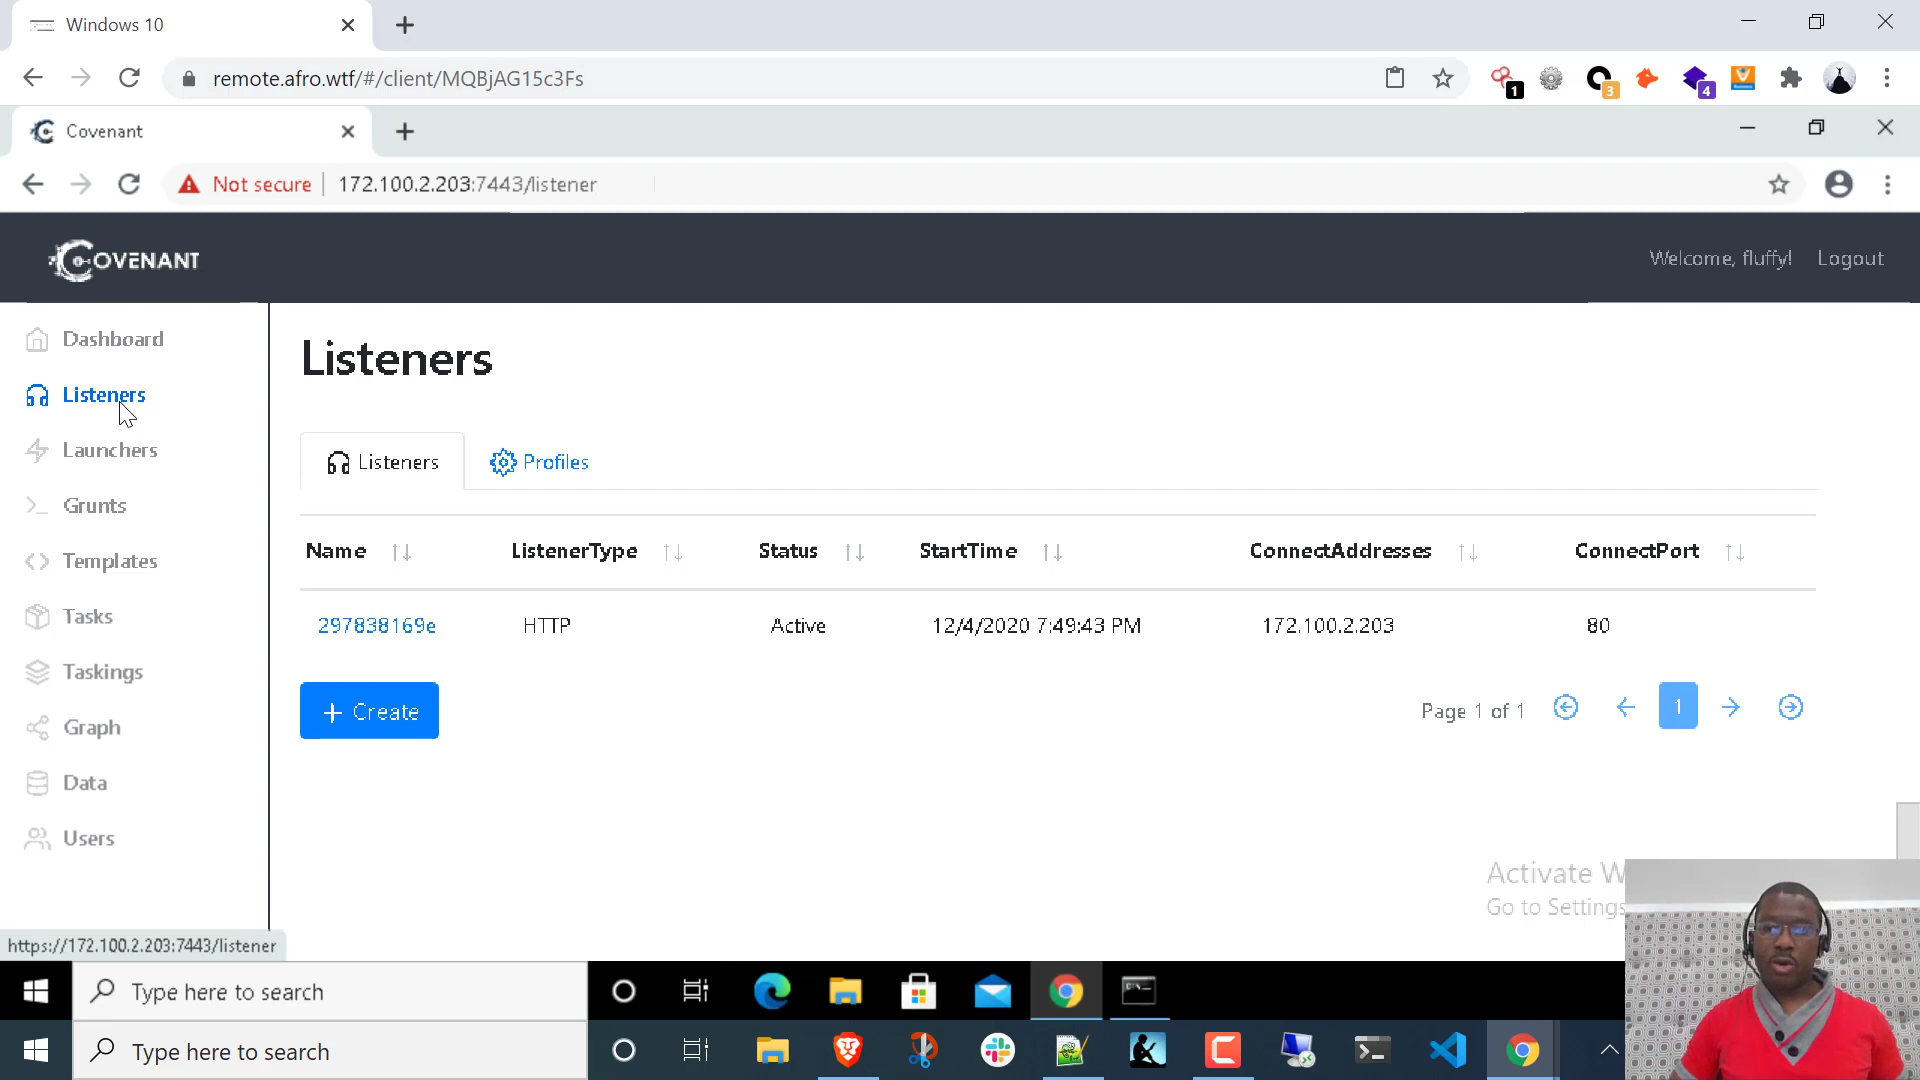 Windows 10
remote.afro.wtf/#/client/MQBjAG15c3Fs
1
3
4
Covenant
Not secure 172.100.2.203:7443/listener
COVENANT
Welcome, fluffy! Logout
Dashboard
Listeners
Launchers
Grunts
Templates
Tasks
Taskings
Graph
Data
Users
Listeners
Listeners Profiles
Name ListenerType Status StartTime ConnectAddresses ConnectPort
297838169e HTTP Active 12/4/2020 7:49:43 PM 172.100.2.203 80
+ Create
Page 1 of 1 1
Activate W
Go to Settings
https://172.100.2.203:7443/listener
Type here to search
Type here to search